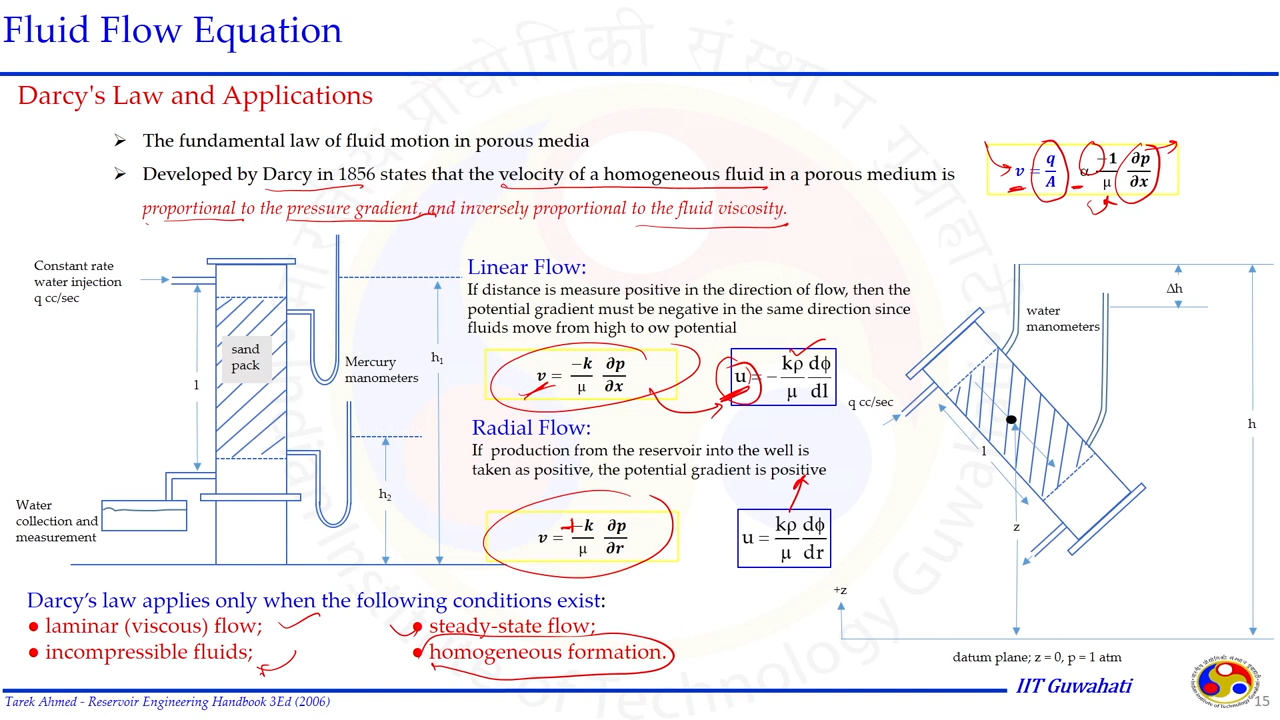 Fluid Flow Equation
Darcy's Law and Applications
➢ The fundamental law of fluid motion in porous media
➢ Developed by Darcy in 1856 states that the velocity of a homogeneous fluid in a porous medium is
proportional to the pressure gradient, and inversely proportional to the fluid viscosity.
v = q/A α −1/μ ∂p/∂x
Constant rate
water injection
q cc/sec
sand
pack
l
Mercury
manometers
h₁
h₂
Water
collection and
measurement
Linear Flow:
If distance is measure positive in the direction of flow, then the
potential gradient must be negative in the same direction since
fluids move from high to ow potential
v = −k/μ ∂p/∂x
u = − kρ/μ dϕ/dl
Radial Flow:
If production from the reservoir into the well is
taken as positive, the potential gradient is positive
v = −k/μ ∂p/∂r
u = kρ/μ dϕ/dr
water
manometers
Δh
h
q cc/sec
l
z
+z
datum plane; z = 0, p = 1 atm
Darcy's law applies only when the following conditions exist:
● laminar (viscous) flow;
● steady-state flow;
● incompressible fluids;
● homogeneous formation.
IIT Guwahati
Tarek Ahmed - Reservoir Engineering Handbook 3Ed (2006)
15